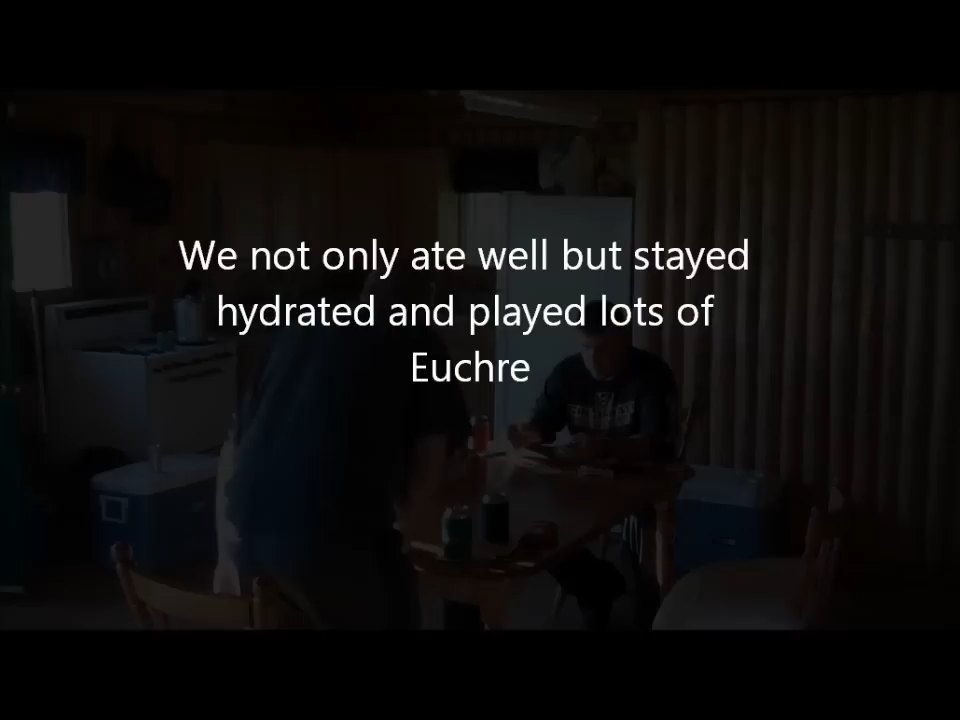 We not only ate well but stayed
hydrated and played lots of
Euchre